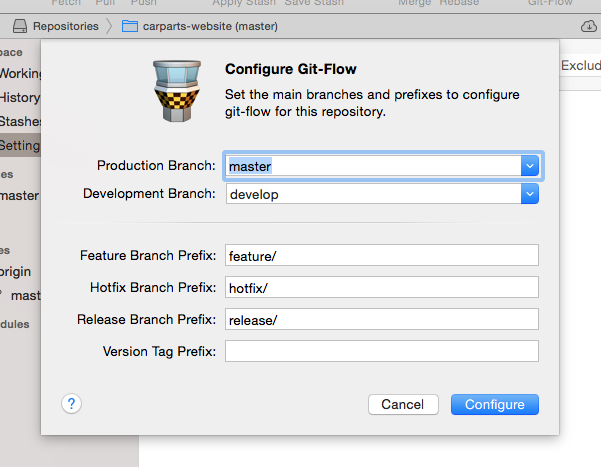 Fetch Pull Push Apply Stash Save Stash Merge Rebase Git-Flow
Repositories carparts-website (master)
pace
Working
History
Stashes
Setting
es
master
es
origin
mast
dules
Exclud
Configure Git-Flow
Set the main branches and prefixes to configure
git-flow for this repository.
Production Branch: master
Development Branch: develop
Feature Branch Prefix: feature/
Hotfix Branch Prefix: hotfix/
Release Branch Prefix: release/
Version Tag Prefix:
? Cancel Configure